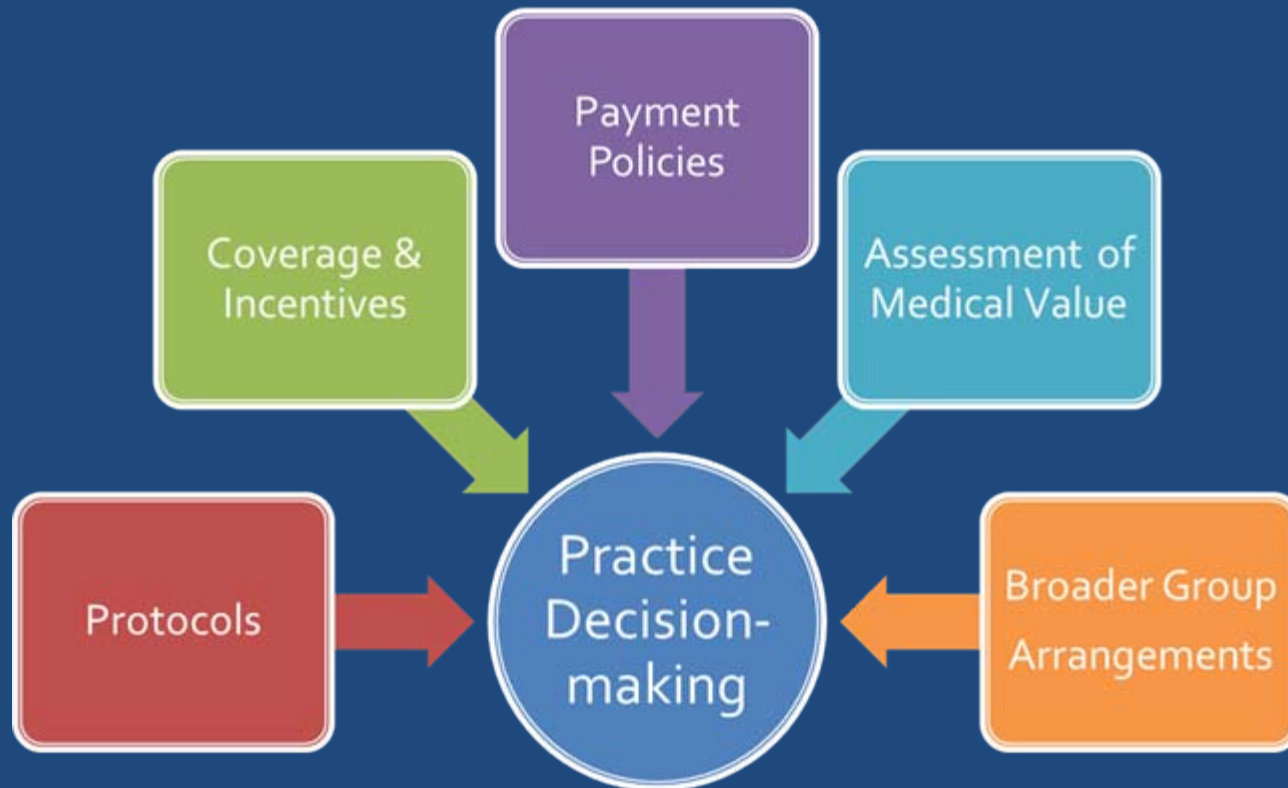 Payment
Policies
Coverage &
Incentives
Assessment of
Medical Value
Protocols
Practice
Decision-
making
Broader Group
Arrangements